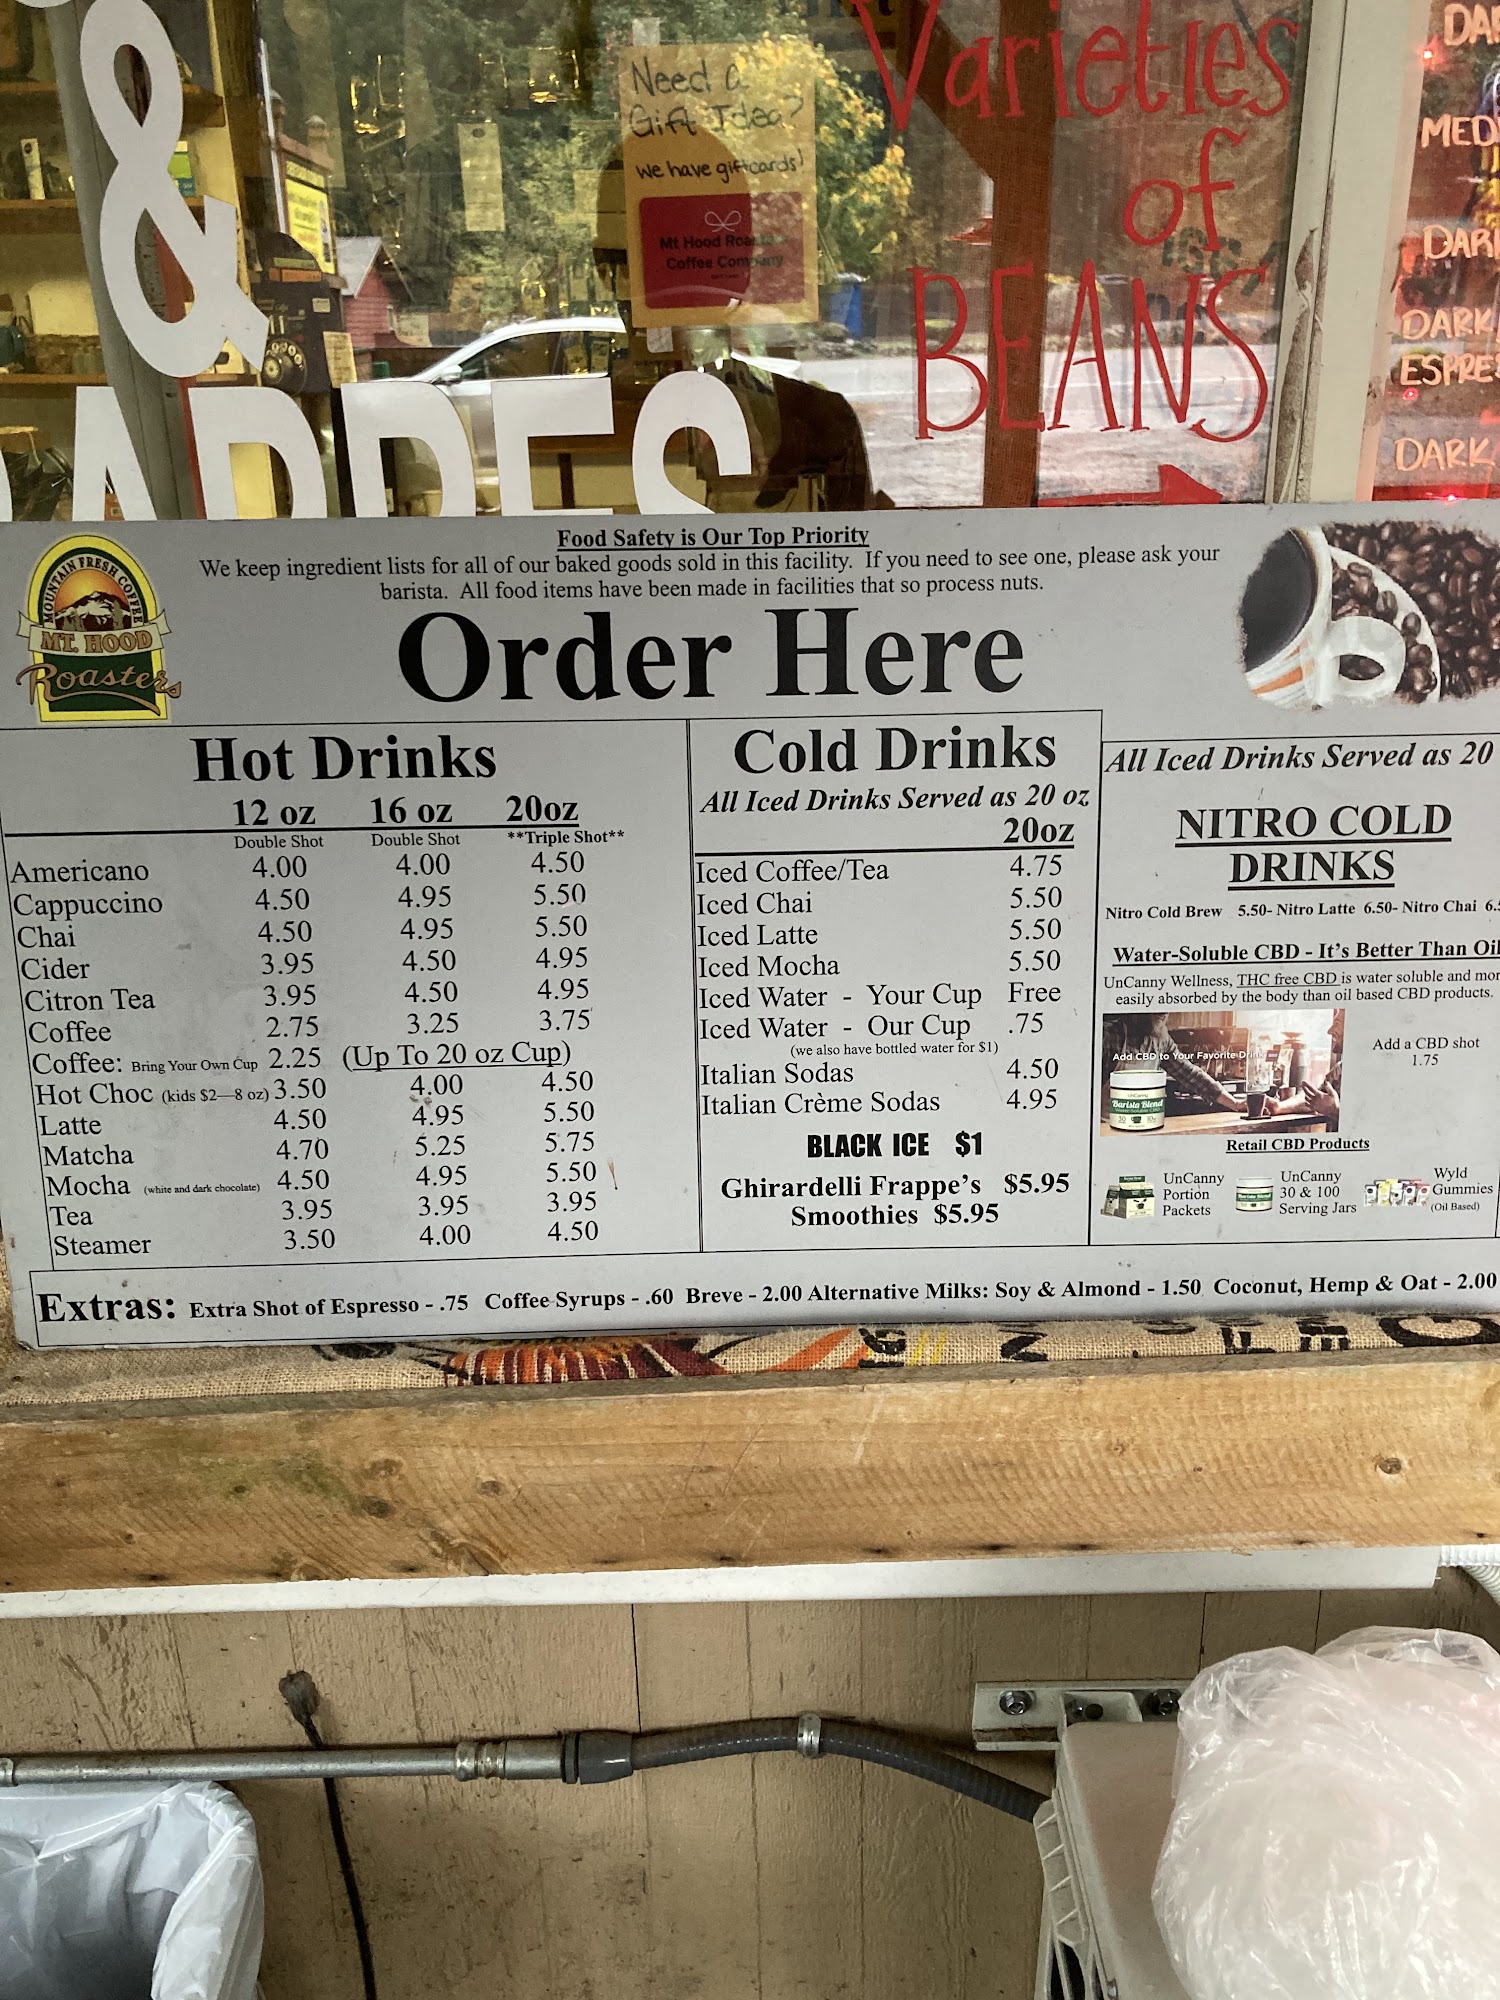 &
Need a
Gift Idea?
we have giftcards!
Mt Hood Roasters
Coffee Company
Varieties
of
BEANS
MED
DARK
ESPRE
DARK
Food Safety is Our Top Priority
We keep ingredient lists for all of our baked goods sold in this facility. If you need to see one, please ask your
barista. All food items have been made in facilities that so process nuts.
MOUNTAIN FRESH COFFEE
MT. HOOD
Roasters
Order Here
Hot Drinks
12 oz 16 oz 20oz
Double Shot Double Shot **Triple Shot**
Americano 4.00 4.00 4.50
Cappuccino 4.50 4.95 5.50
Chai 4.50 4.95 5.50
Cider 3.95 4.50 4.95
Citron Tea 3.95 4.50 4.95
Coffee 2.75 3.25 3.75
Coffee: Bring Your Own Cup 2.25 (Up To 20 oz Cup)
Hot Choc (kids $2—8 oz) 3.50 4.00 4.50
Latte 4.50 4.95 5.50
Matcha 4.70 5.25 5.75
Mocha (white and dark chocolate) 4.50 4.95 5.50
Tea 3.95 3.95 3.95
Steamer 3.50 4.00 4.50
Cold Drinks
All Iced Drinks Served as 20 oz
20oz
Iced Coffee/Tea 4.75
Iced Chai 5.50
Iced Latte 5.50
Iced Mocha 5.50
Iced Water - Your Cup Free
Iced Water - Our Cup .75
(we also have bottled water for $1)
Italian Sodas 4.50
Italian Crème Sodas 4.95
BLACK ICE $1
Ghirardelli Frappe's $5.95
Smoothies $5.95
All Iced Drinks Served as 20
NITRO COLD
DRINKS
Nitro Cold Brew 5.50- Nitro Latte 6.50- Nitro Chai 6.5
Water-Soluble CBD - It's Better Than Oil
UnCanny Wellness, THC free CBD is water soluble and mor
easily absorbed by the body than oil based CBD products.
Add CBD to Your Favorite Drink
UnCanny
Barista Blend
Add a CBD shot
1.75
Retail CBD Products
UnCanny
Portion
Packets
UnCanny
30 & 100
Serving Jars
Wyld
Gummies
(Oil Based)
Extras: Extra Shot of Espresso - .75 Coffee Syrups - .60 Breve - 2.00 Alternative Milks: Soy & Almond - 1.50 Coconut, Hemp & Oat - 2.00